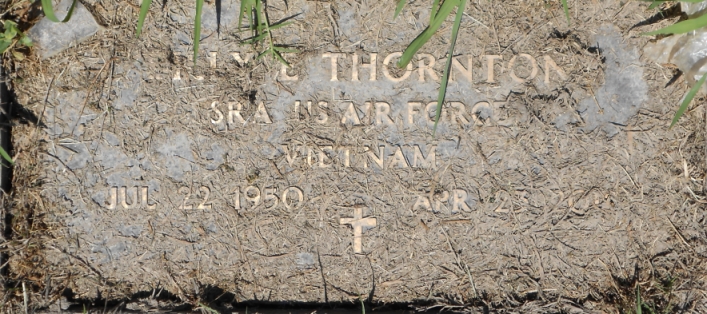 THORNTON
SRA US AIR FORCE
VIETNAM
JUL 22 1950 APR 23